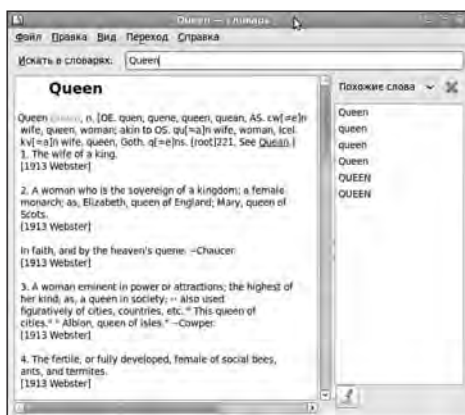 Queen — словарь
Файл Правка Вид Переход Справка
Искать в словарях: Queen
Queen
Queen n. [OE. quen, quene, queen, quean, AS. cw[=e]n
wife, queen, woman; akin to OS. qu[=a]n wife, woman, Icel.
kv[=a]n wife, queen, Goth. q[=e]ns. [root]221. See Quean.]
1. The wife of a king.
[1913 Webster]
2. A woman who is the sovereign of a kingdom; a female
monarch; as, Elizabeth, queen of England; Mary, queen of
Scots.
[1913 Webster]
In faith, and by the heaven's quene. --Chaucer.
[1913 Webster]
3. A woman eminent in power or attractions; the highest of
her kind; as, a queen in society; -- also used
figuratively of cities, countries, etc. " This queen of
cities." " Albion, queen of isles." --Cowper.
[1913 Webster]
4. The fertile, or fully developed, female of social bees,
ants, and termites.
[1913 Webster]
Похожие слова
Queen
queen
queen
Queen
QUEEN
QUEEN